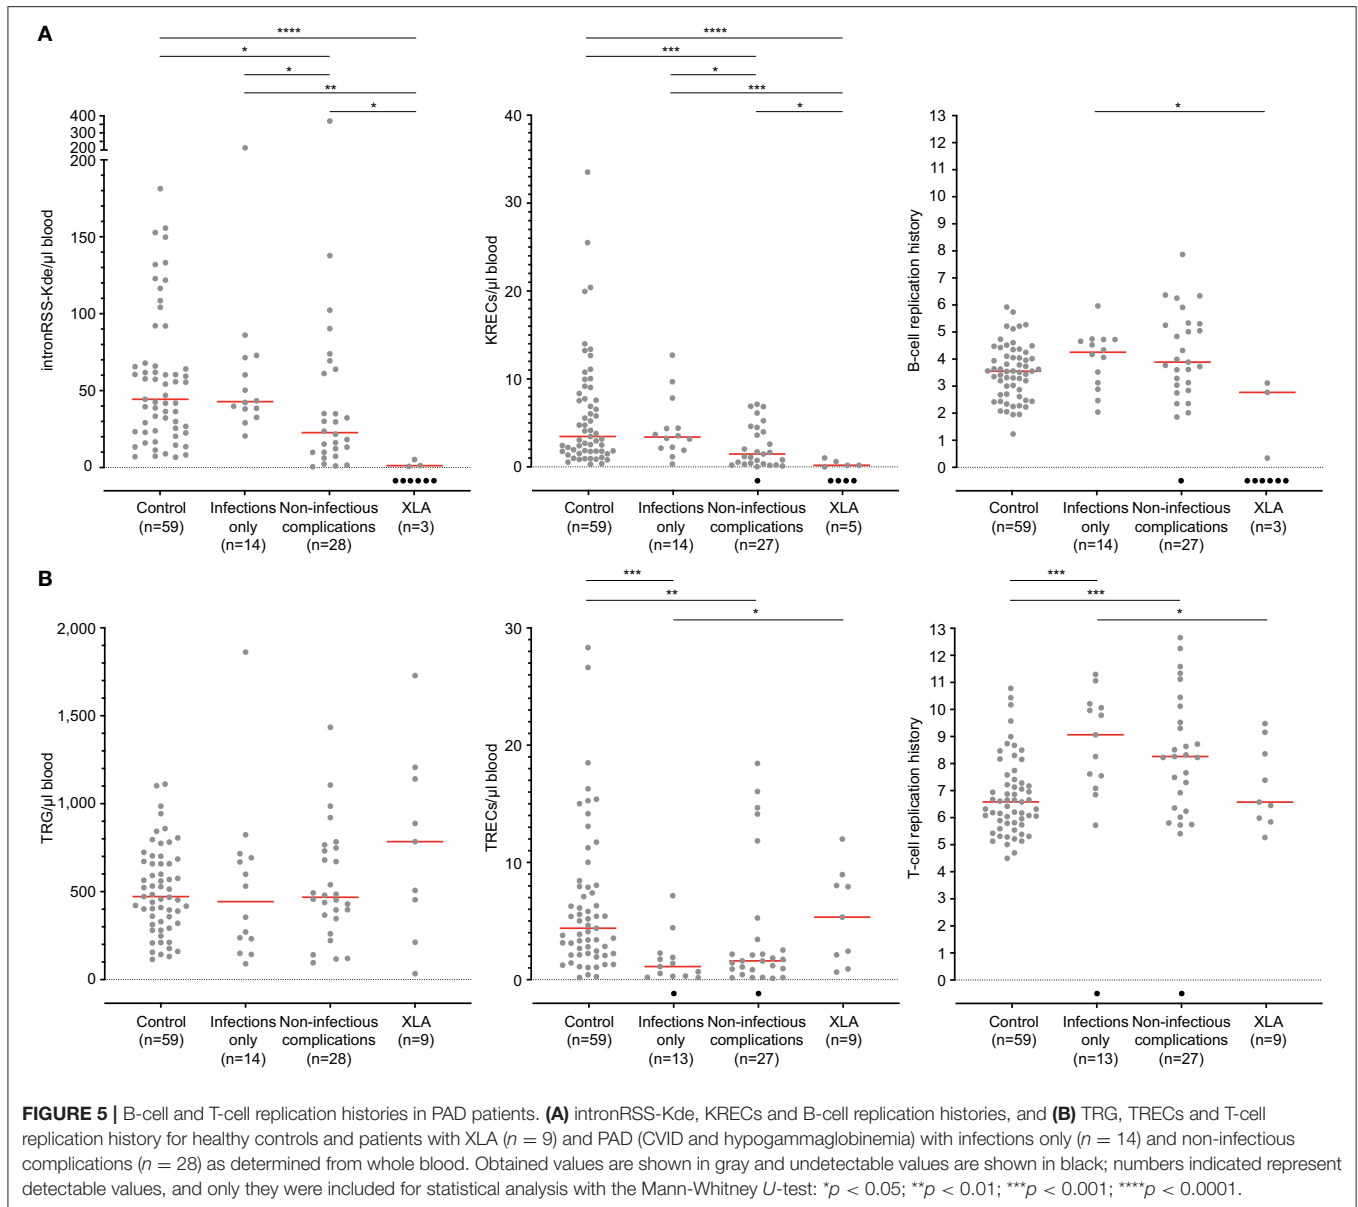 A
****
*
*
**
*
400
300
200
200
150
100
50
0
intronRSS-Kde/µl blood
Control
(n=59)
Infections
only
(n=14)
Non-infectious
complications
(n=28)
XLA
(n=3)
****
***
*
***
*
40
30
20
10
0
KRECs/µl blood
Control
(n=59)
Infections
only
(n=14)
Non-infectious
complications
(n=27)
XLA
(n=5)
*
13
12
11
10
9
8
7
6
5
4
3
2
1
0
B-cell replication history
Control
(n=59)
Infections
only
(n=14)
Non-infectious
complications
(n=27)
XLA
(n=3)
B
2,000
1,500
1,000
500
0
TRG/µl blood
Control
(n=59)
Infections
only
(n=14)
Non-infectious
complications
(n=28)
XLA
(n=9)
***
**
*
30
20
10
0
TRECs/µl blood
Control
(n=59)
Infections
only
(n=13)
Non-infectious
complications
(n=27)
XLA
(n=9)
***
***
*
13
12
11
10
9
8
7
6
5
4
3
2
1
0
T-cell replication history
Control
(n=59)
Infections
only
(n=13)
Non-infectious
complications
(n=27)
XLA
(n=9)
FIGURE 5 | B-cell and T-cell replication histories in PAD patients. (A) intronRSS-Kde, KRECs and B-cell replication histories, and (B) TRG, TRECs and T-cell
replication history for healthy controls and patients with XLA (n = 9) and PAD (CVID and hypogammaglobinemia) with infections only (n = 14) and non-infectious
complications (n = 28) as determined from whole blood. Obtained values are shown in gray and undetectable values are shown in black; numbers indicated represent
detectable values, and only they were included for statistical analysis with the Mann-Whitney U-test: *p < 0.05; **p < 0.01; ***p < 0.001; ****p < 0.0001.